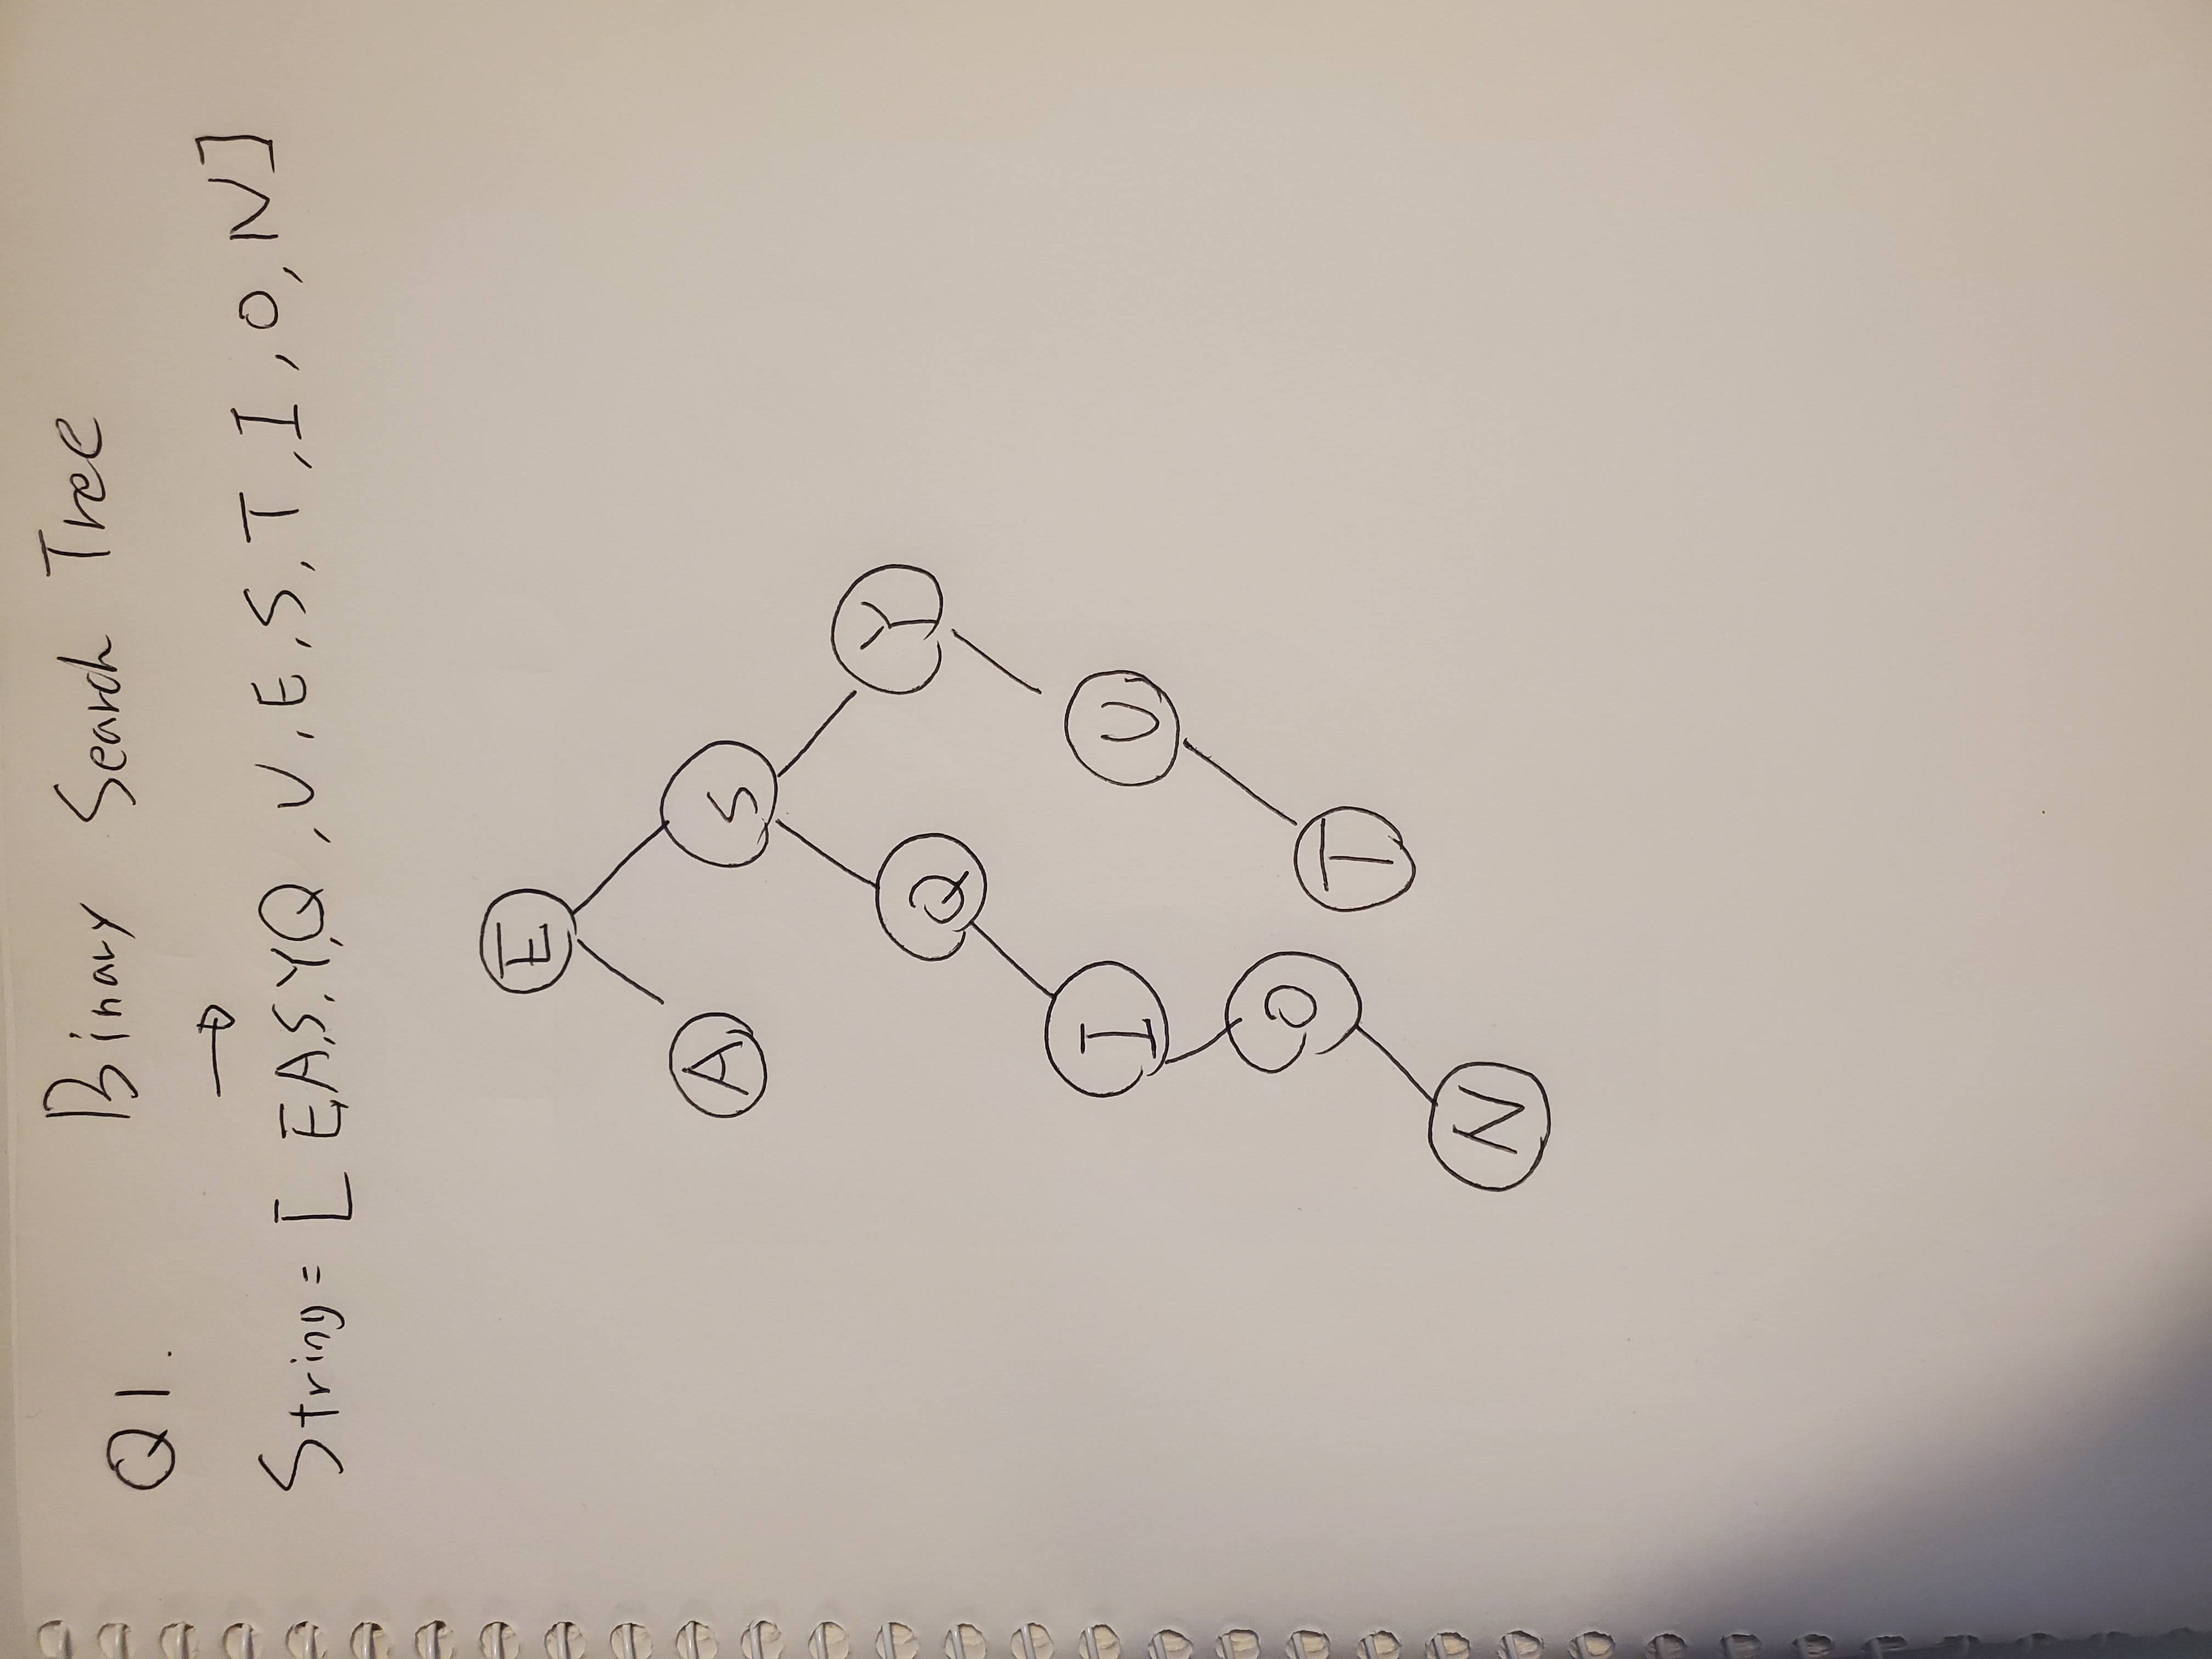 Binary Search Tree
Q1.
String = [ E,A,S,Y,Q , U , E , S , T , I , O , N ]
E
A S
Q Y
I U
O T
N